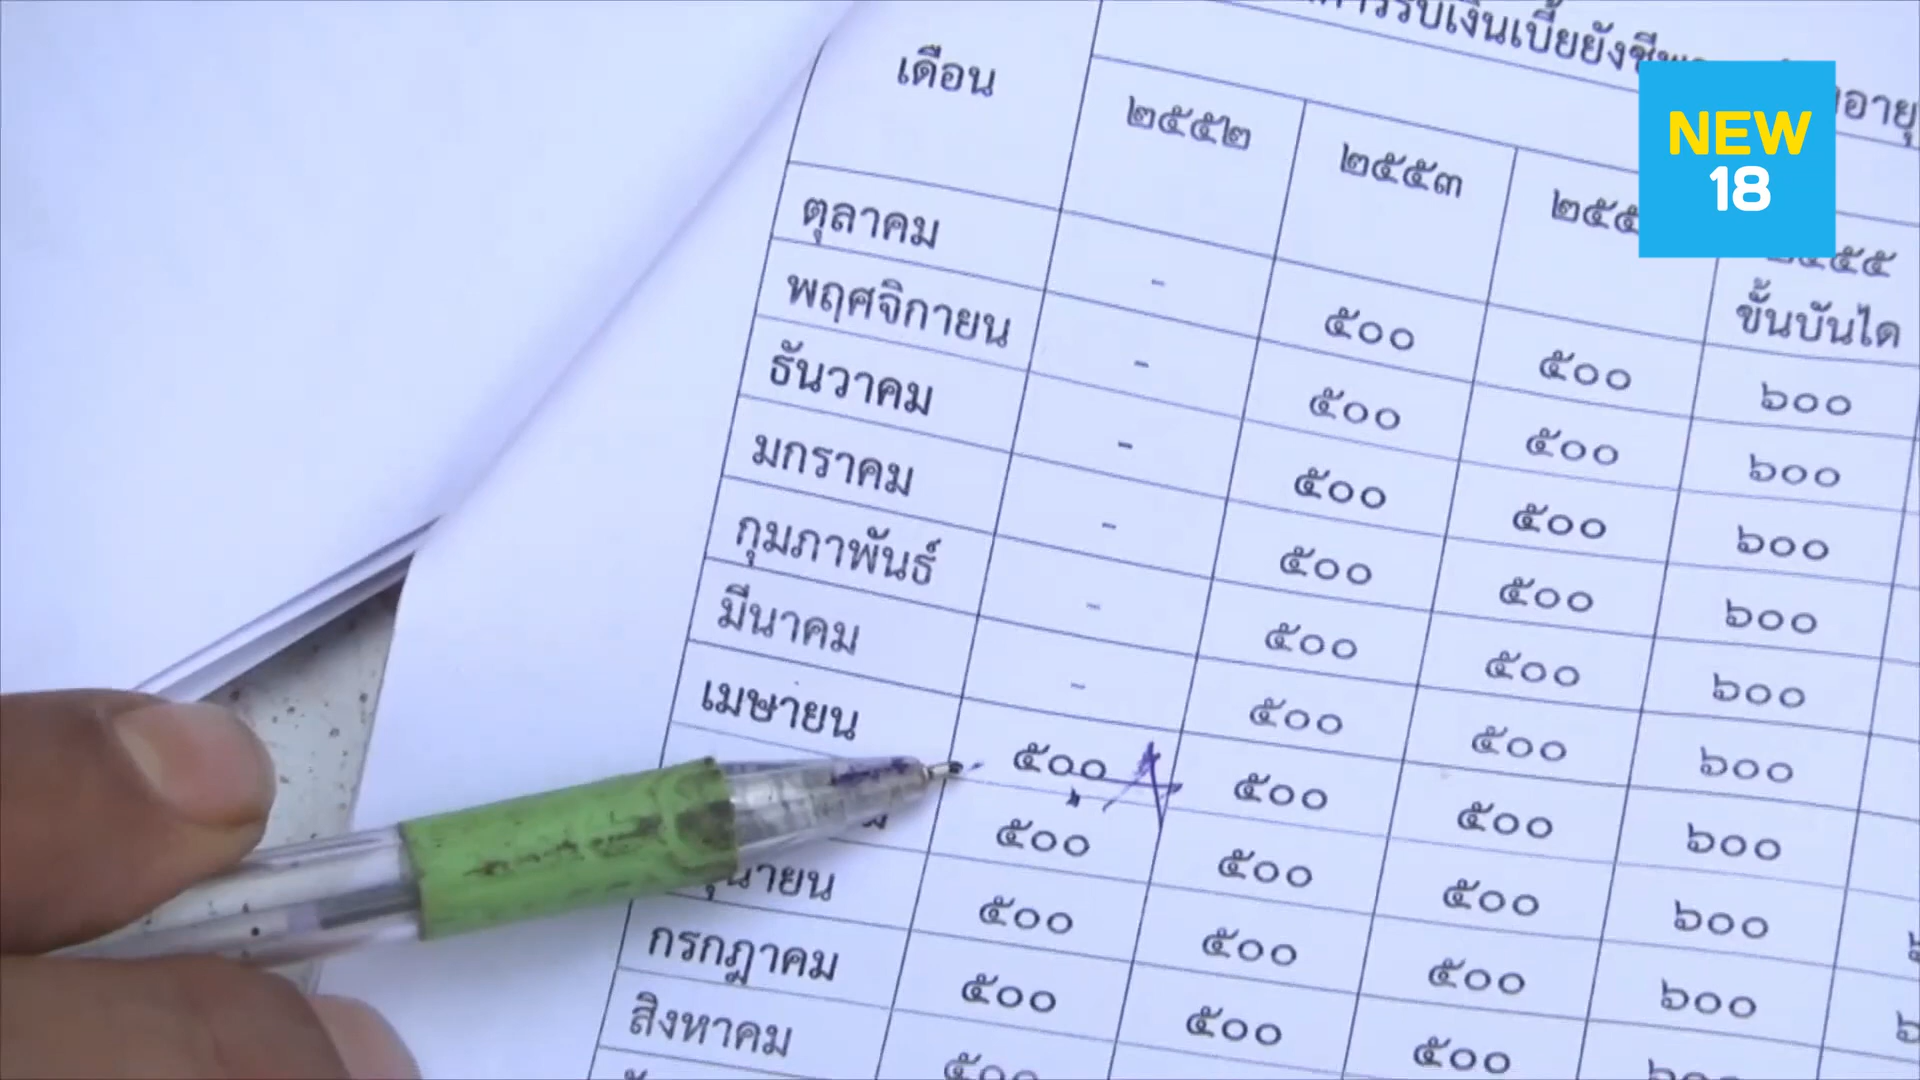 เดือน
๒๕๕๒
๒๕๕๓
NEW
18
ขั้นบันได
ตุลาคม - ๕๐๐ ๕๐๐ ๖๐๐
พฤศจิกายน - ๕๐๐ ๕๐๐ ๖๐๐
ธันวาคม - ๕๐๐ ๕๐๐ ๖๐๐
มกราคม - ๕๐๐ ๕๐๐ ๖๐๐
กุมภาพันธ์ - ๕๐๐ ๕๐๐ ๖๐๐
มีนาคม - ๕๐๐ ๕๐๐ ๖๐๐
เมษายน ๕๐๐ ๕๐๐ ๕๐๐ ๖๐๐
๕๐๐ ๕๐๐ ๕๐๐ ๖๐๐
๕๐๐ ๕๐๐ ๕๐๐ ๖๐๐
กรกฎาคม ๕๐๐ ๕๐๐ ๕๐๐
สิงหาคม ๕๐๐